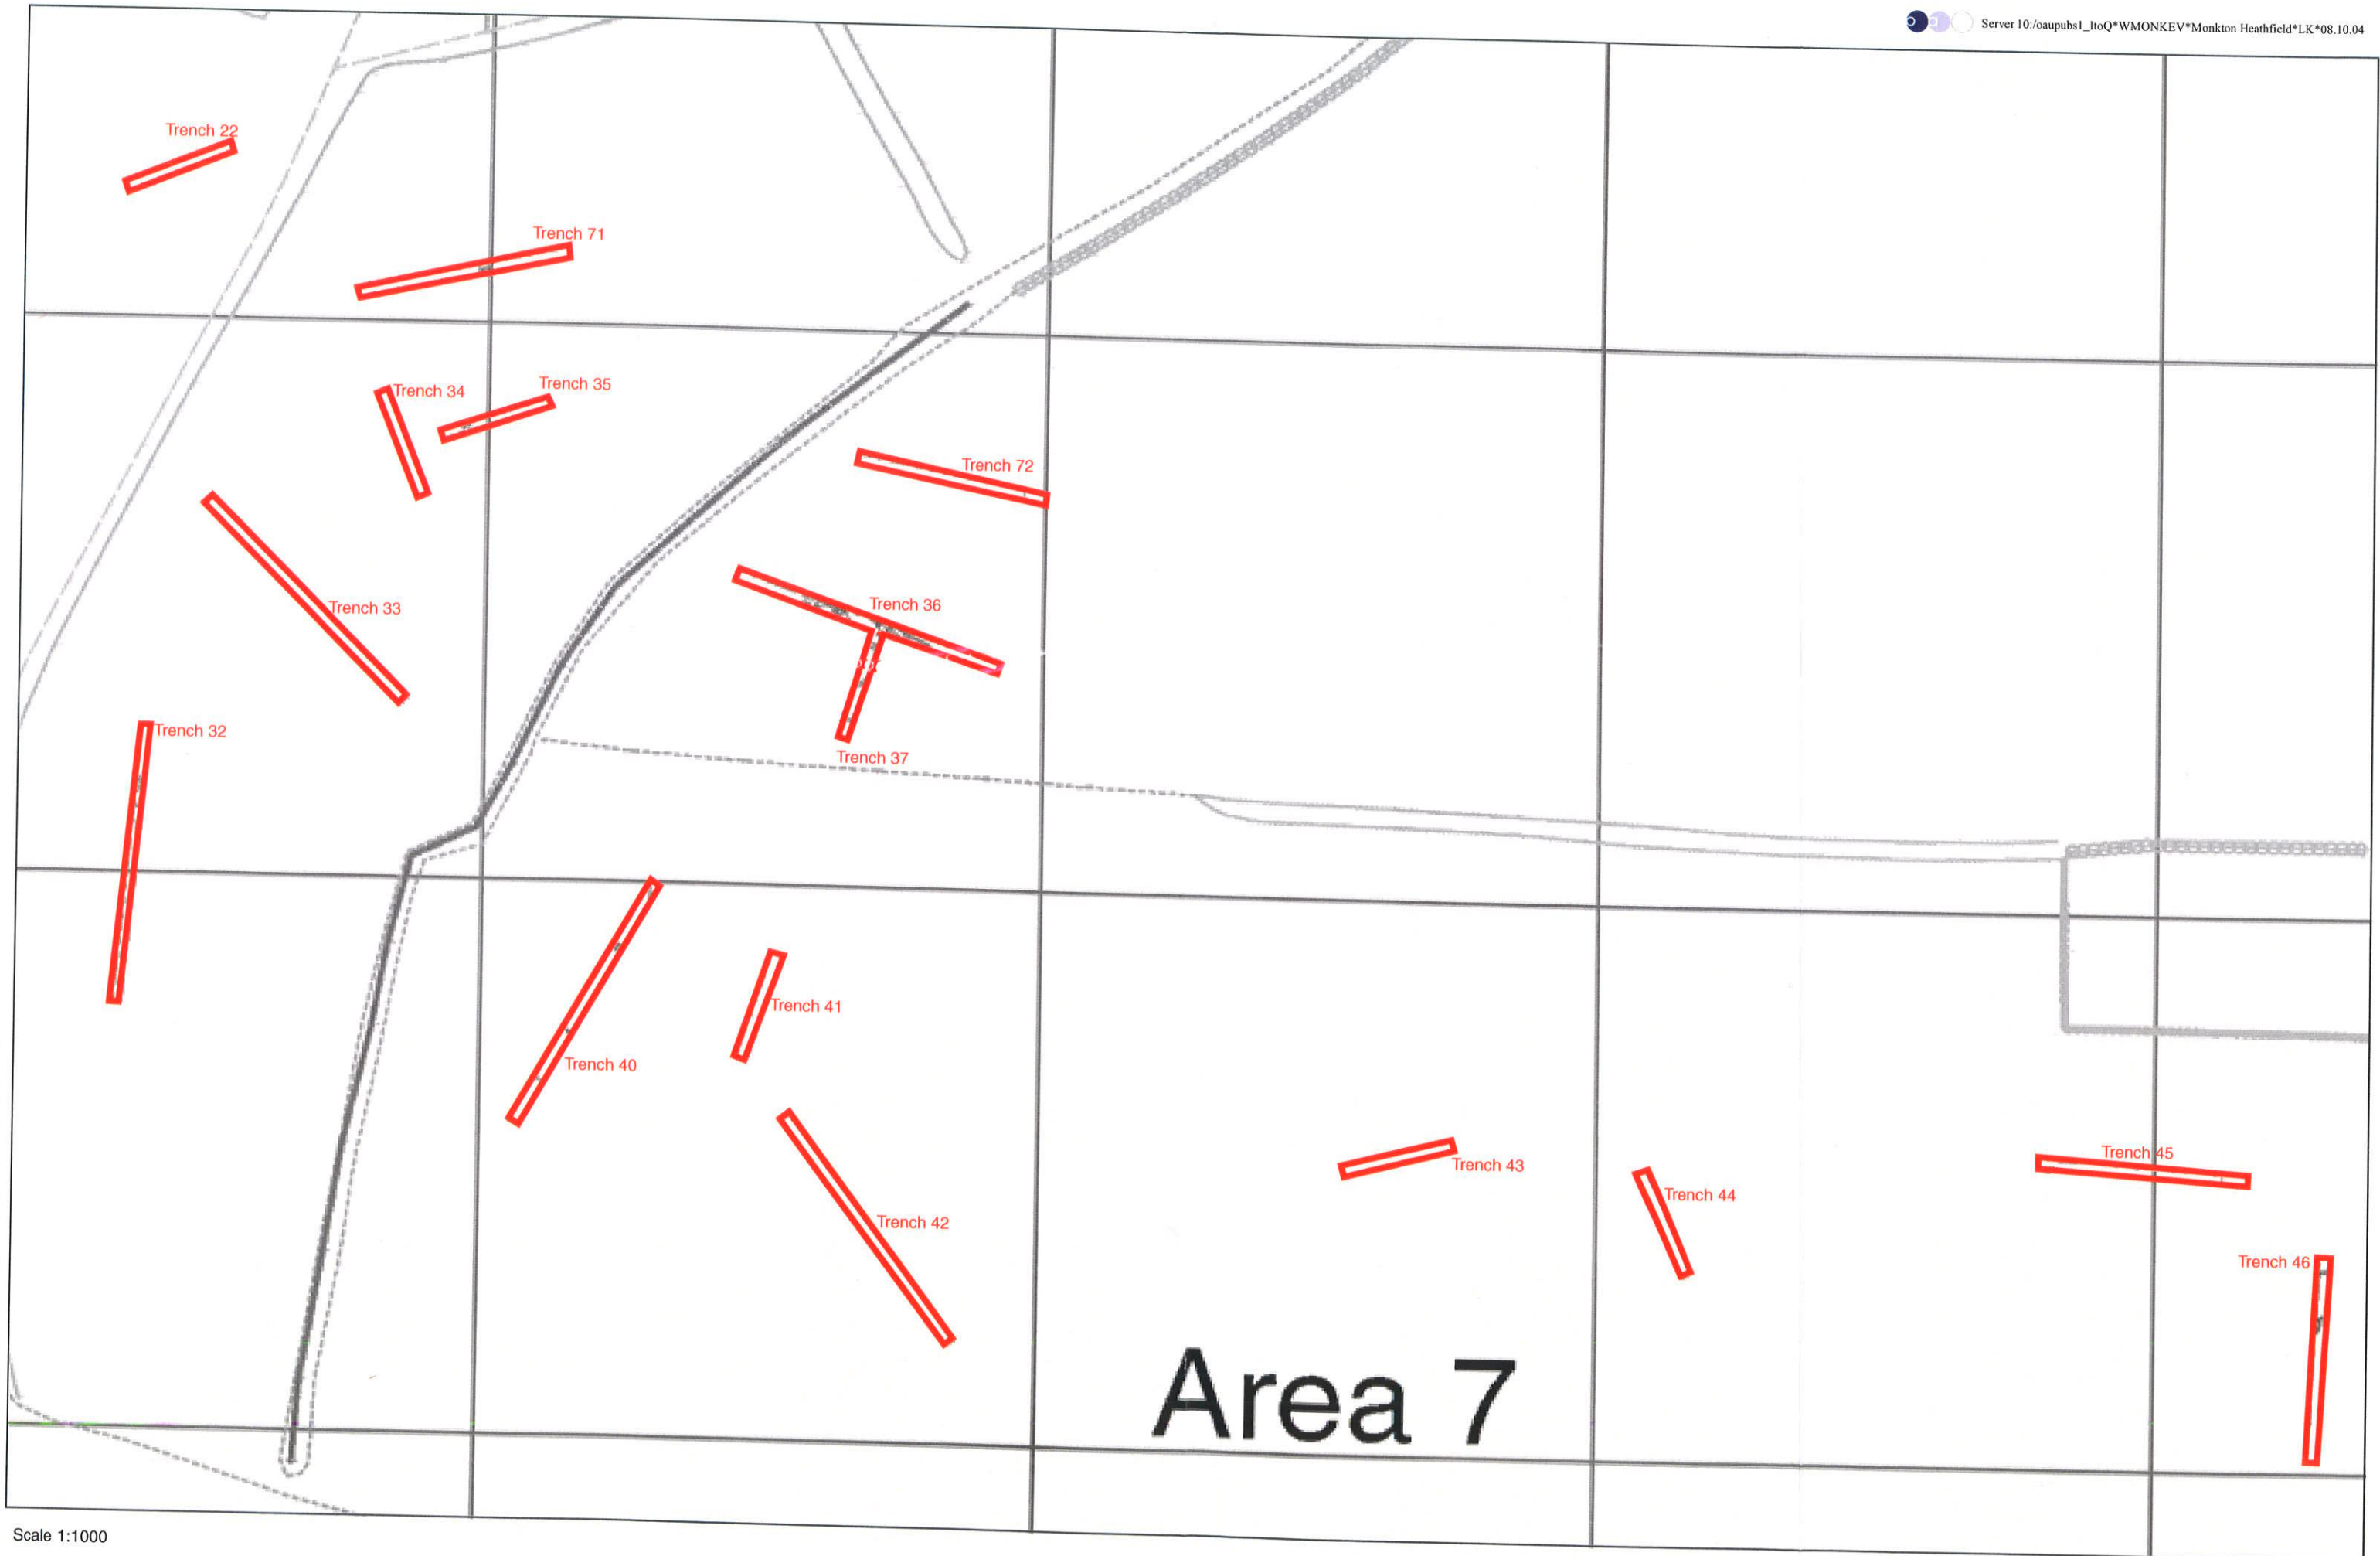 Server 10:/oaupubs1_ItoQ*WMONKEV*Monkton Heathfield*LK*08.10.04
Trench 22
Trench 71
Trench 34
Trench 35
Trench 72
Trench 33
Trench 36
Trench 32
Trench 37
Trench 41
Trench 40
Trench 43
Trench 45
Trench 44
Trench 42
Trench 46
Area 7
Scale 1:1000